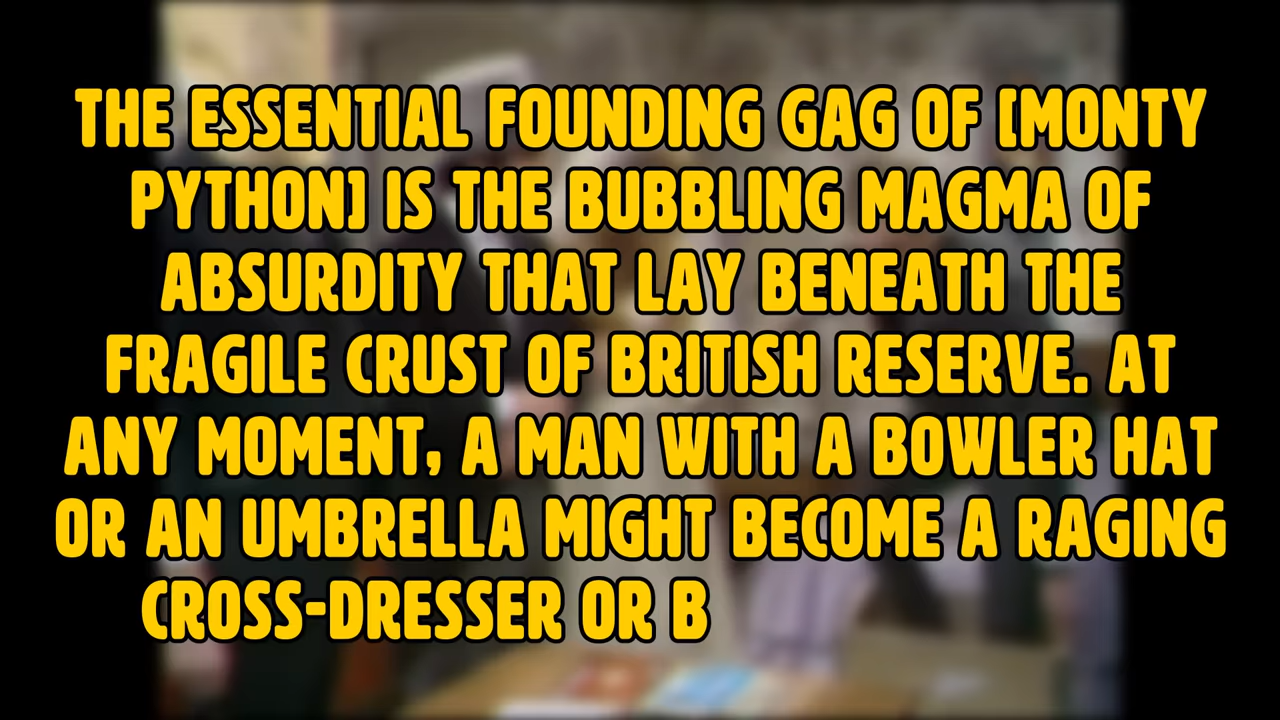 THE ESSENTIAL FOUNDING GAG OF [MONTY
PYTHON] IS THE BUBBLING MAGMA OF
ABSURDITY THAT LAY BENEATH THE
FRAGILE CRUST OF BRITISH RESERVE. AT
ANY MOMENT, A MAN WITH A BOWLER HAT
OR AN UMBRELLA MIGHT BECOME A RAGING
CROSS-DRESSER OR B